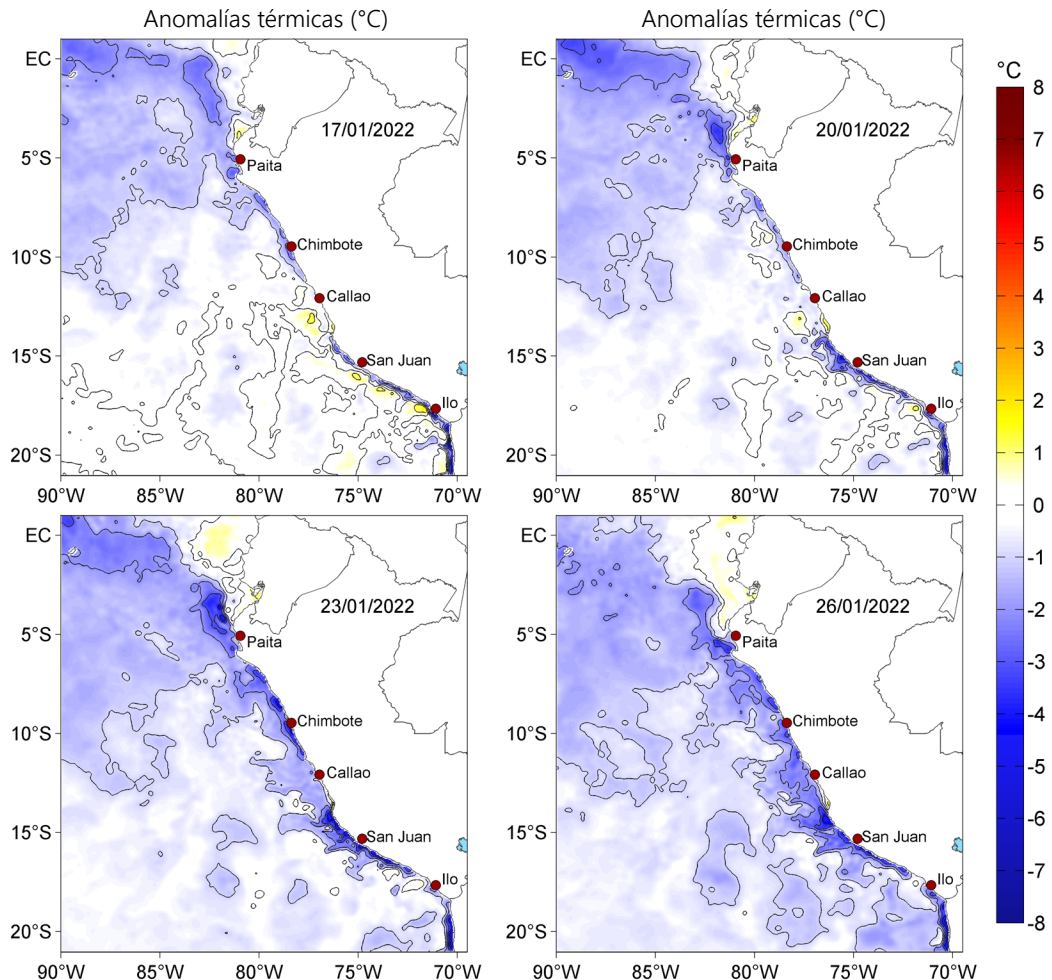 Anomalías térmicas (°C)
Anomalías térmicas (°C)
EC
5°S
10°S
15°S
20°S
90°W
85°W
80°W
75°W
70°W
17/01/2022
Paita
Chimbote
Callao
San Juan
Ilo
EC
5°S
10°S
15°S
20°S
90°W
85°W
80°W
75°W
70°W
20/01/2022
Paita
Chimbote
Callao
San Juan
Ilo
EC
5°S
10°S
15°S
20°S
90°W
85°W
80°W
75°W
70°W
23/01/2022
Paita
Chimbote
Callao
San Juan
Ilo
EC
5°S
10°S
15°S
20°S
90°W
85°W
80°W
75°W
70°W
26/01/2022
Paita
Chimbote
Callao
San Juan
Ilo
°C
8
7
6
5
4
3
2
1
0
-1
-2
-3
-4
-5
-6
-7
-8